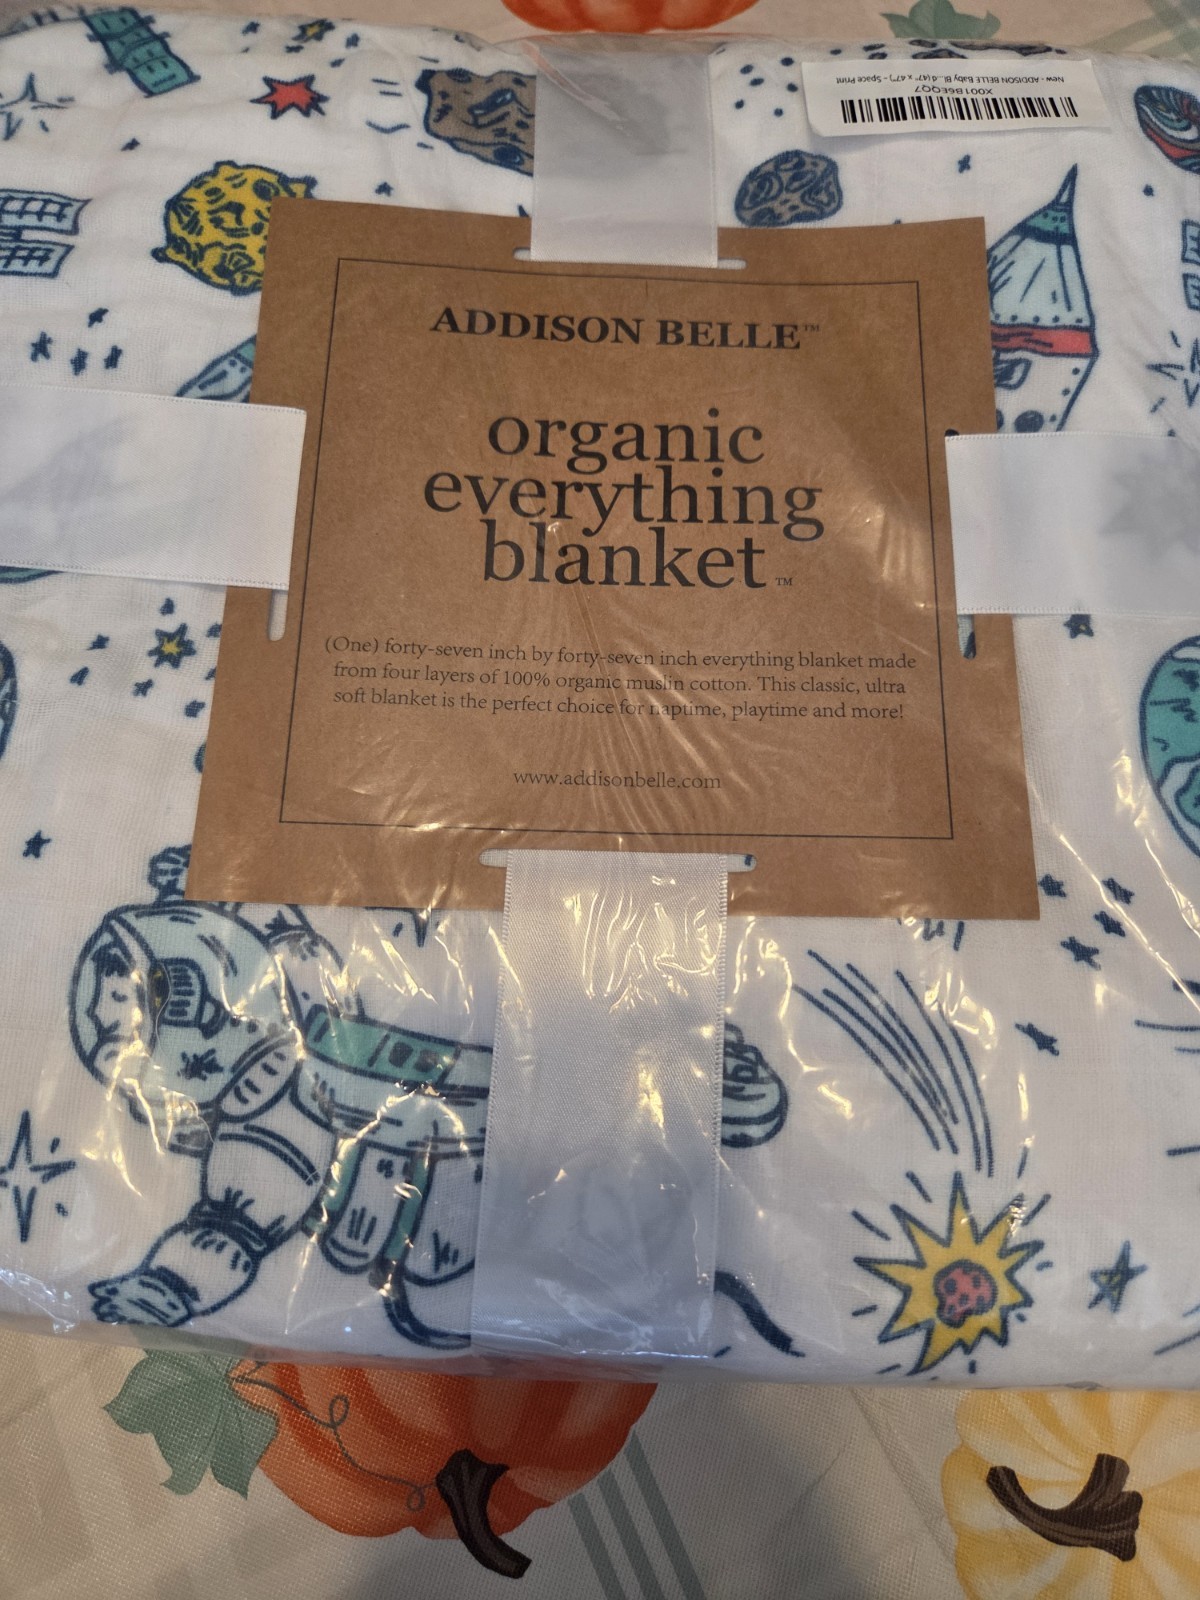 X001B6EQQ7
New - ADDISON BELLE Baby Bl...d (47" x 47") - Space Print
ADDISON BELLE™
organic
everything
blanket™
(One) forty-seven inch by forty-seven inch everything blanket made
from four layers of 100% organic muslin cotton. This classic, ultra
soft blanket is the perfect choice for naptime, playtime and more!
www.addisonbelle.com